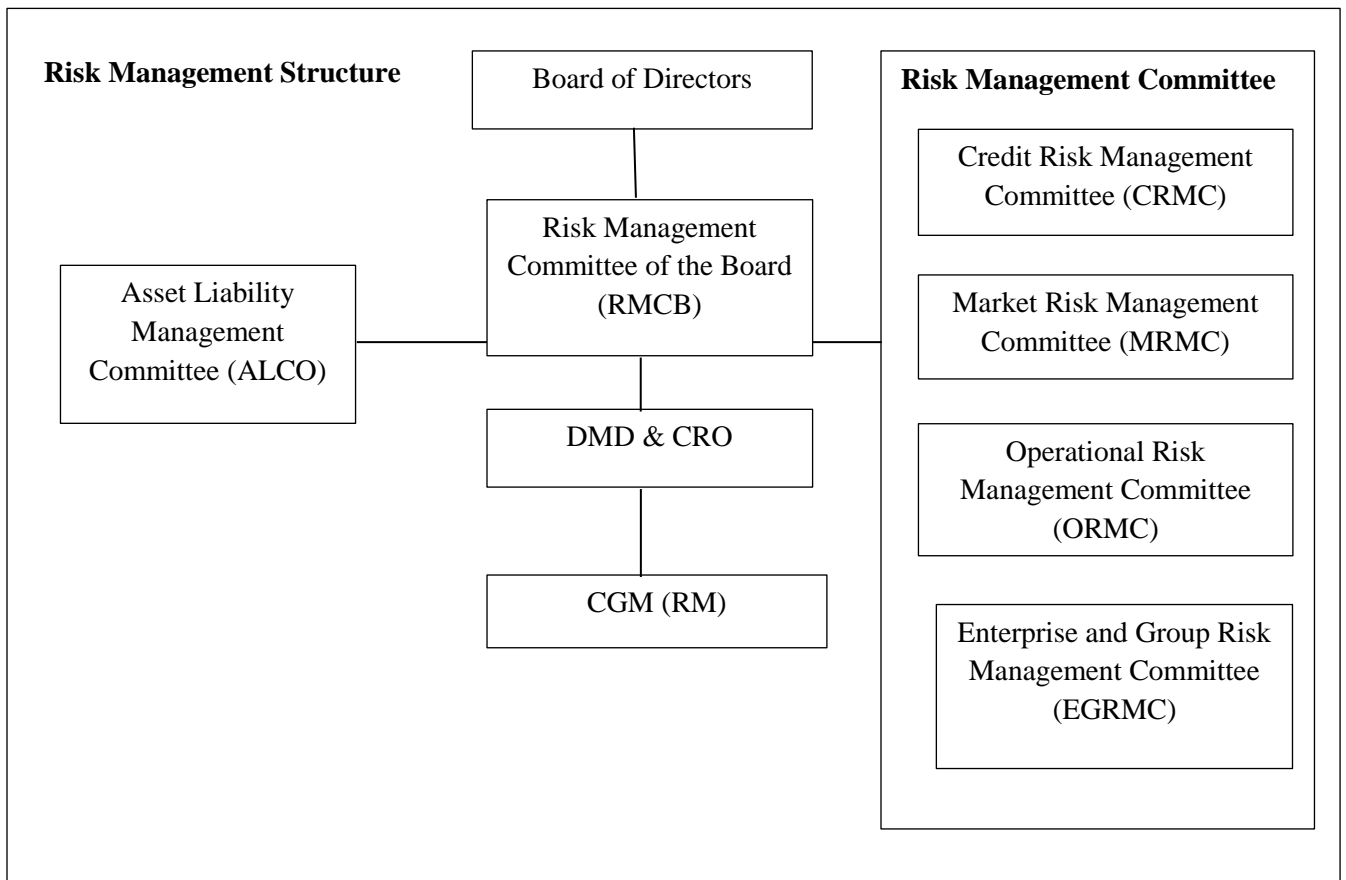 Risk Management Structure
Board of Directors
Risk Management
Committee of the Board
(RMCB)
Asset Liability
Management
Committee (ALCO)
DMD & CRO
CGM (RM)
Risk Management Committee
Credit Risk Management
Committee (CRMC)
Market Risk Management
Committee (MRMC)
Operational Risk
Management Committee
(ORMC)
Enterprise and Group Risk
Management Committee
(EGRMC)